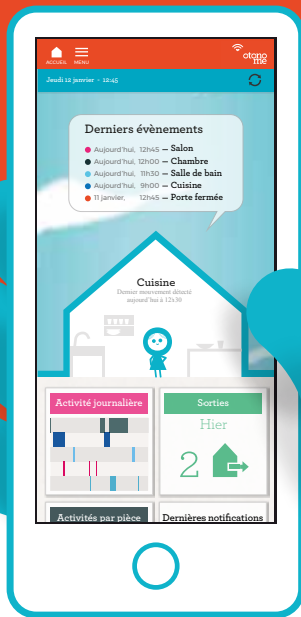 ACCUEIL MENU
otono
me
Jeudi 12 janvier - 12:45
Derniers évènements
Aujourd'hui, 12h45 — Salon
Aujourd'hui, 12h00 — Chambre
Aujourd'hui, 11h30 — Salle de bain
Aujourd'hui, 9h00 — Cuisine
11 janvier, 12h45 — Porte fermée
Cuisine
Dernier mouvement détecté
aujourd'hui à 12h30
Activité journalière
Sorties
Hier
2
Activités par pièce
Dernières notifications